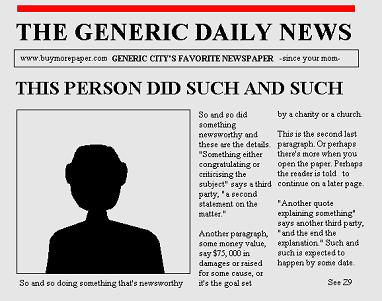 THE GENERIC DAILY NEWS
www.buymorepaper.com GENERIC CITY'S FAVORITE NEWSPAPER -since your mom-
THIS PERSON DID SUCH AND SUCH
So and so doing something that's newsworthy
So and so did
something
newsworthy and
these are the details.
"Something either
congratulating or
criticising the
subject" says a third
party, "a second
statement on the
matter."
Another paragraph,
some money value,
say $75,000 in
damages or raised
for some cause, or
it's the goal set
by a charity or a church.
This is the second last
paragraph. Or perhaps
there's more when you
open the paper. Perhaps
the reader is told to
continue on a later page.
"Another quote
explaining something"
says another third party,
"and the end the
explanation." Such and
such is expected to
happen by some date.
See Z9